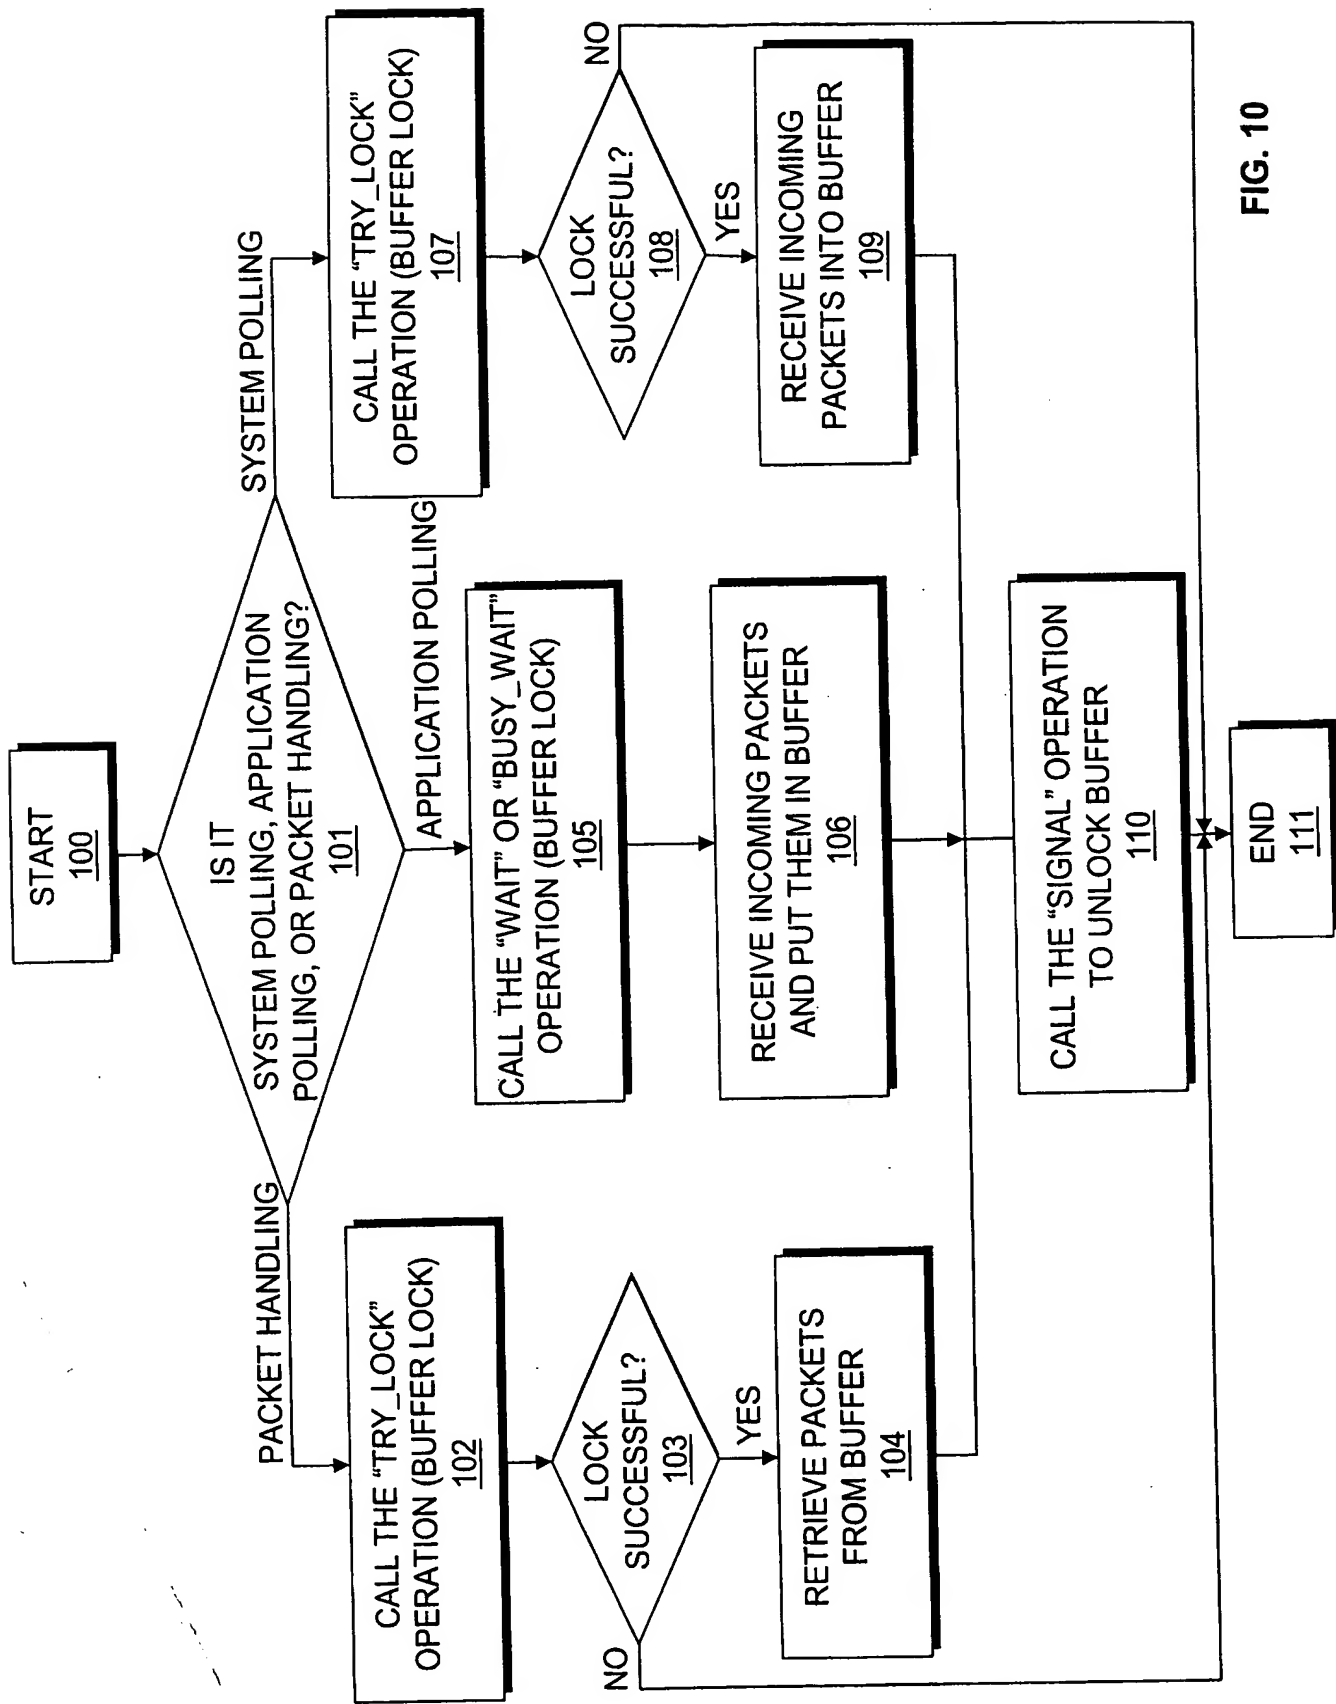 START
100
IS IT
SYSTEM POLLING, APPLICATION
POLLING, OR PACKET HANDLING?
101
PACKET HANDLING
APPLICATION POLLING
SYSTEM POLLING
CALL THE "TRY_LOCK"
OPERATION (BUFFER LOCK)
102
LOCK
SUCCESSFUL?
103
NO
YES
RETRIEVE PACKETS
FROM BUFFER
104
CALL THE "WAIT" OR "BUSY_WAIT"
OPERATION (BUFFER LOCK)
105
RECEIVE INCOMING PACKETS
AND PUT THEM IN BUFFER
106
CALL THE "TRY_LOCK"
OPERATION (BUFFER LOCK)
107
LOCK
SUCCESSFUL?
108
NO
YES
RECEIVE INCOMING
PACKETS INTO BUFFER
109
CALL THE "SIGNAL" OPERATION
TO UNLOCK BUFFER
110
END
111
FIG. 10